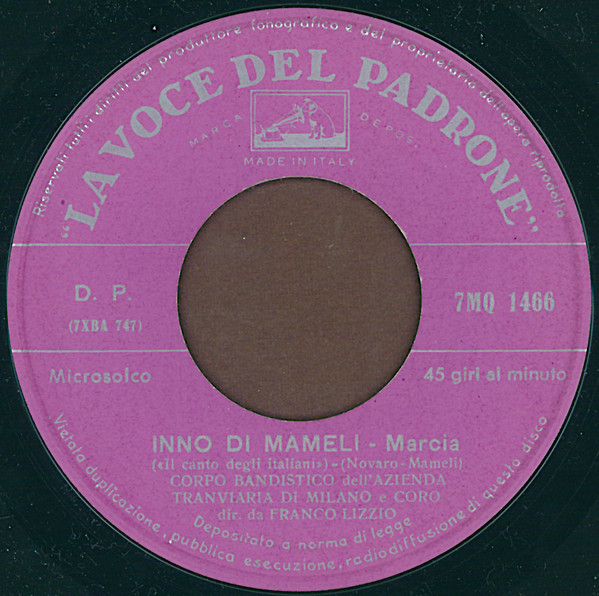 Riservati tutti i diritti del produttore fonografico e del proprietario dell'opera riprodotta
"LA VOCE DEL PADRONE"
MARCA DEPOS.
MADE IN ITALY
D. P.
(7XBA 747)
7MQ 1466
Microsolco
45 giri al minuto
INNO DI MAMELI - Marcia
(«Il canto degli italiani») - (Novaro - Mameli)
CORPO BANDISTICO dell'AZIENDA
TRANVIARIA DI MILANO e CORO
dir. da FRANCO LIZZIO
Depositato a norma di legge
Vietata duplicazione, pubblica esecuzione, radiodiffusione di questo disco